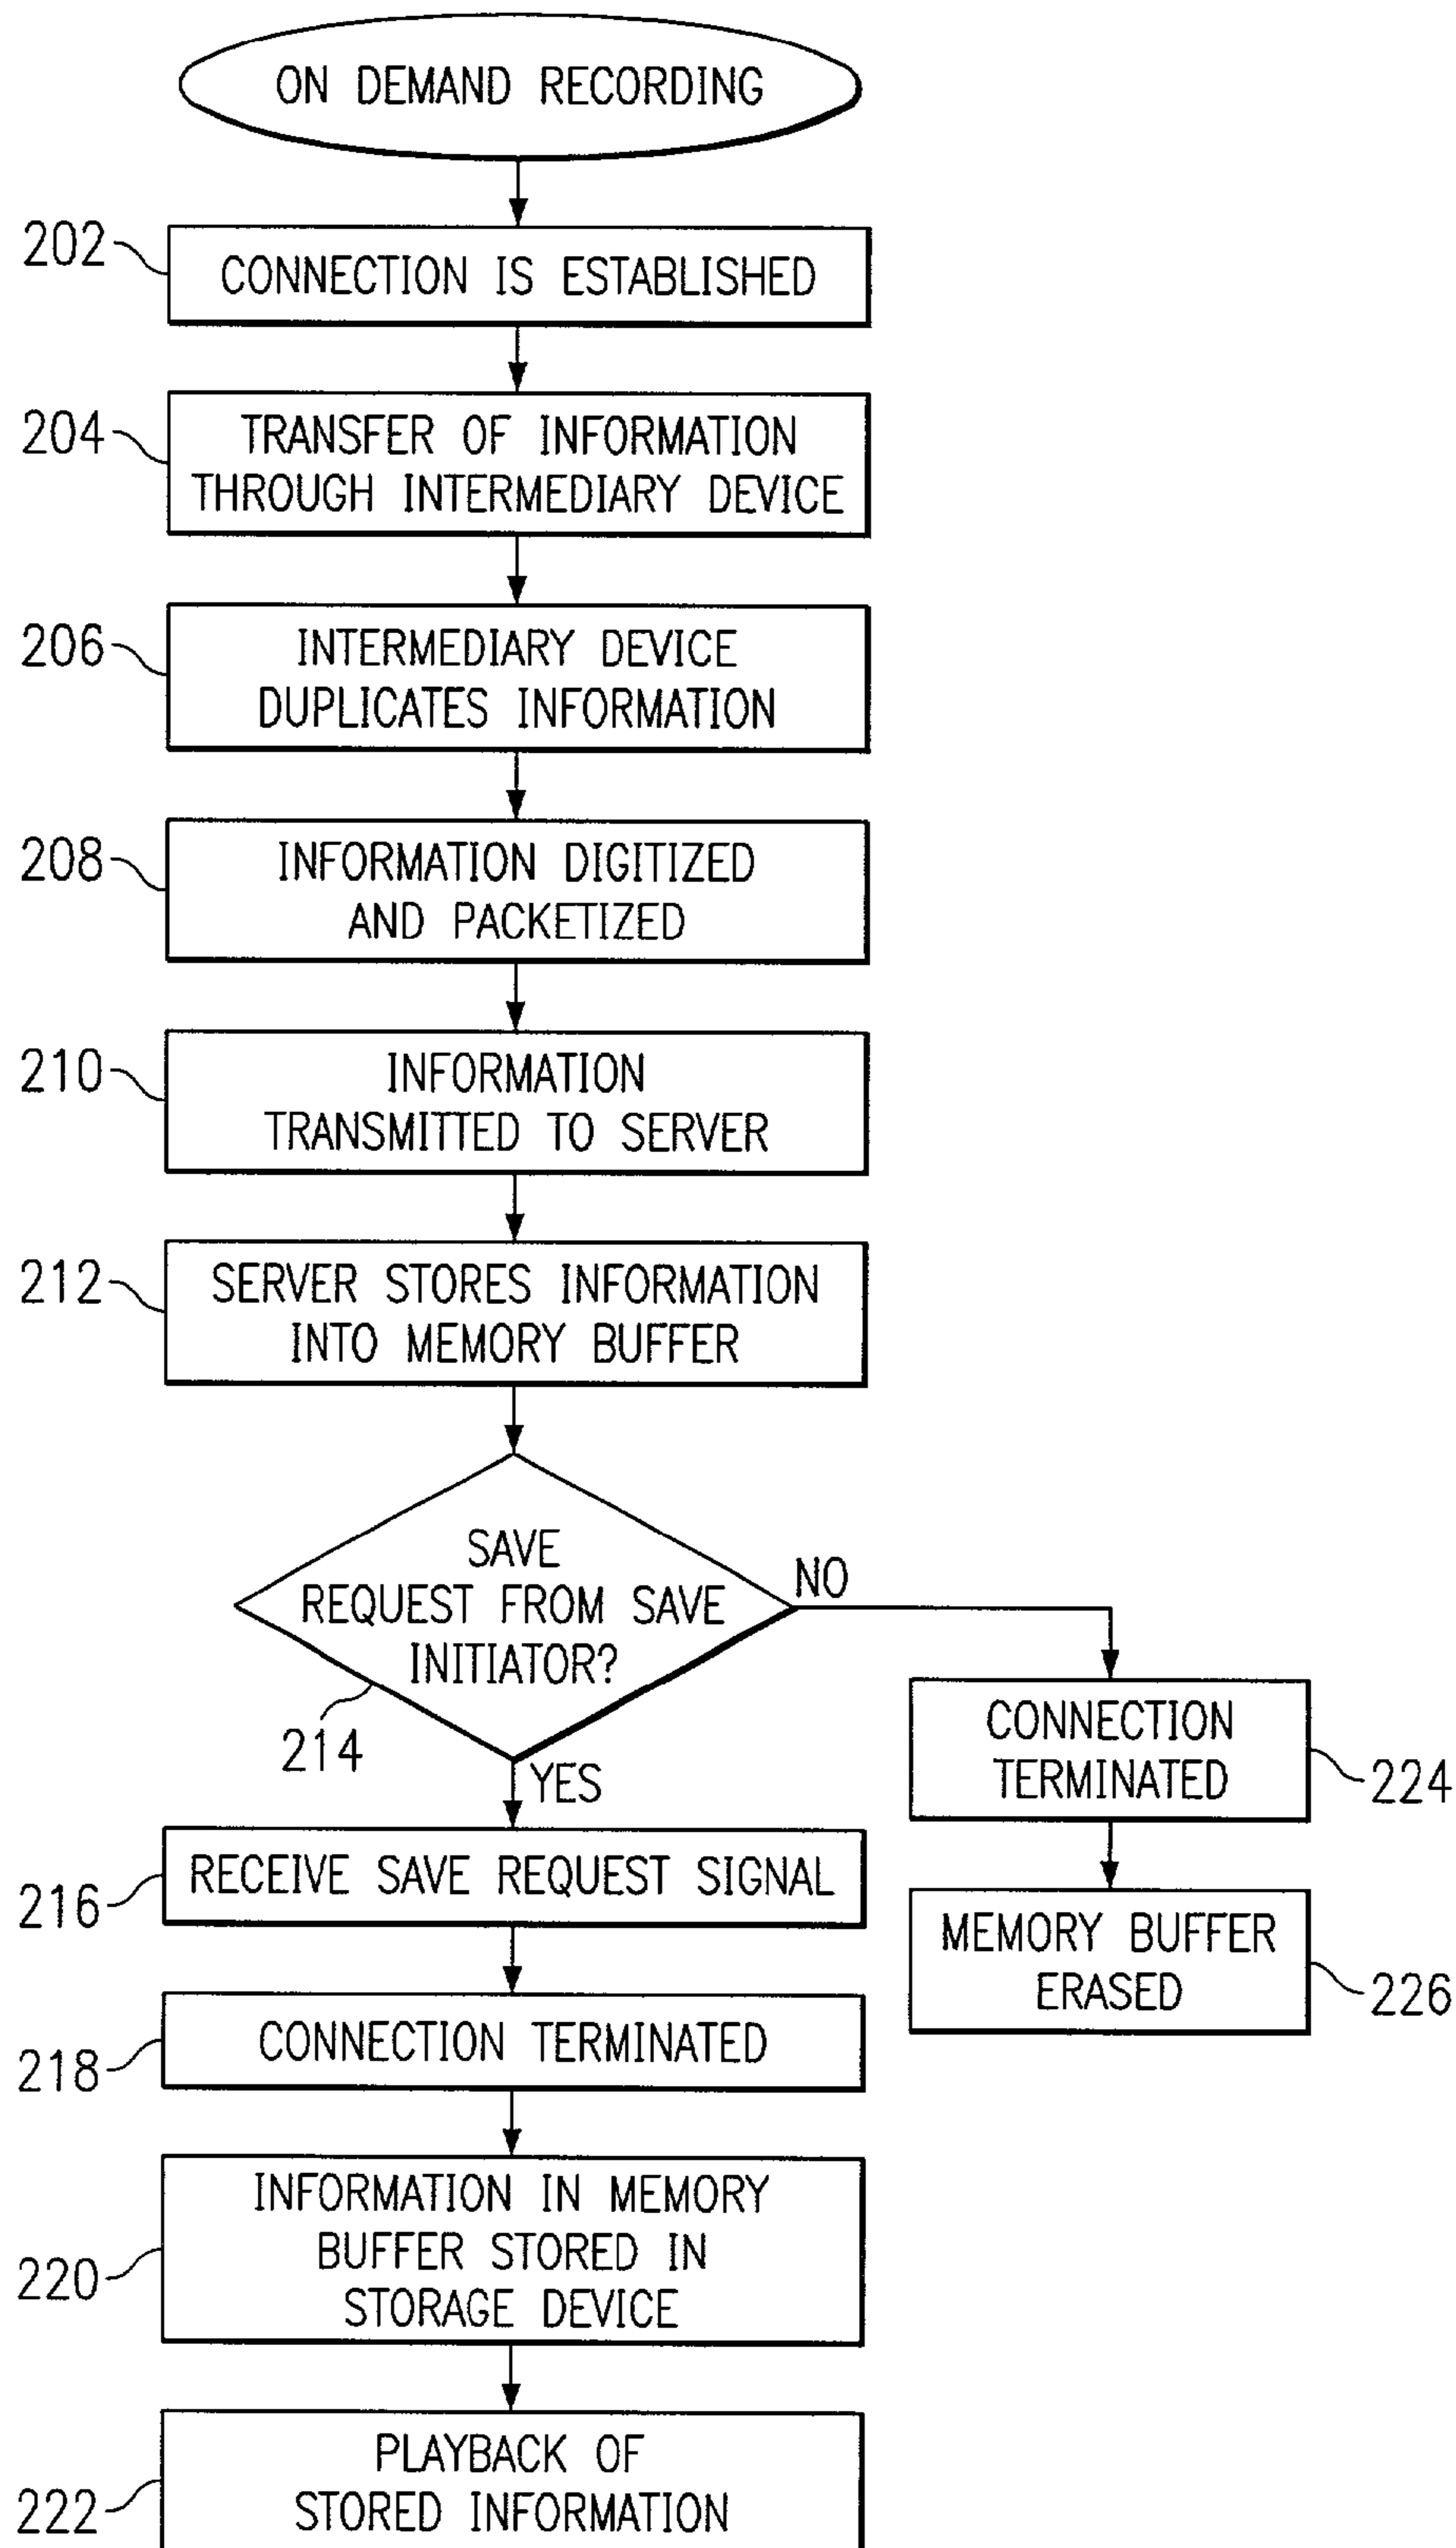 ON DEMAND RECORDING
202
CONNECTION IS ESTABLISHED
204
TRANSFER OF INFORMATION
THROUGH INTERMEDIARY DEVICE
206
INTERMEDIARY DEVICE
DUPLICATES INFORMATION
208
INFORMATION DIGITIZED
AND PACKETIZED
210
INFORMATION
TRANSMITTED TO SERVER
212
SERVER STORES INFORMATION
INTO MEMORY BUFFER
SAVE
REQUEST FROM SAVE
INITIATOR?
214
NO
YES
CONNECTION
TERMINATED
224
MEMORY BUFFER
ERASED
226
216
RECEIVE SAVE REQUEST SIGNAL
218
CONNECTION TERMINATED
220
INFORMATION IN MEMORY
BUFFER STORED IN
STORAGE DEVICE
222
PLAYBACK OF
STORED INFORMATION